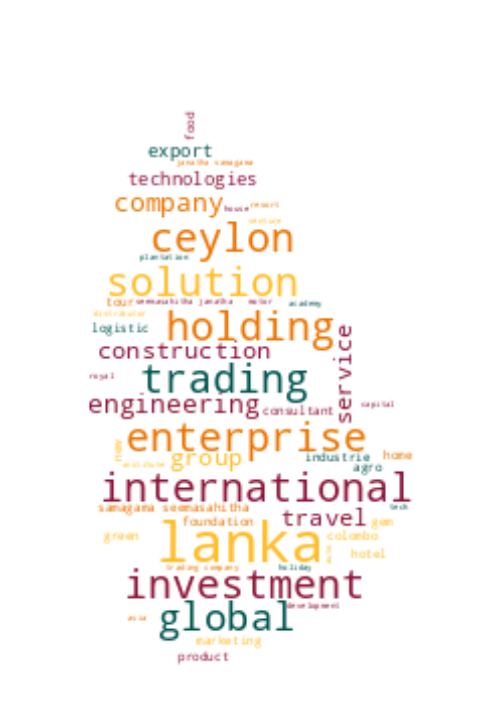 food
export
janatha samagama
technologies
company
house
resort
venture
ceylon
plantation
solution
tour
seemasahitha janatha
motor
academy
distributor
logistic
holding
construction
service
trading
royal
engineering
consultant
capital
enterprise
new
group
industrie
home
institute
agro
international
samagama seemasahitha
tech
foundation
travel
gem
green
lanka
colombo
hotel
trading company
holiday
investment
development
asia
global
marketing
product